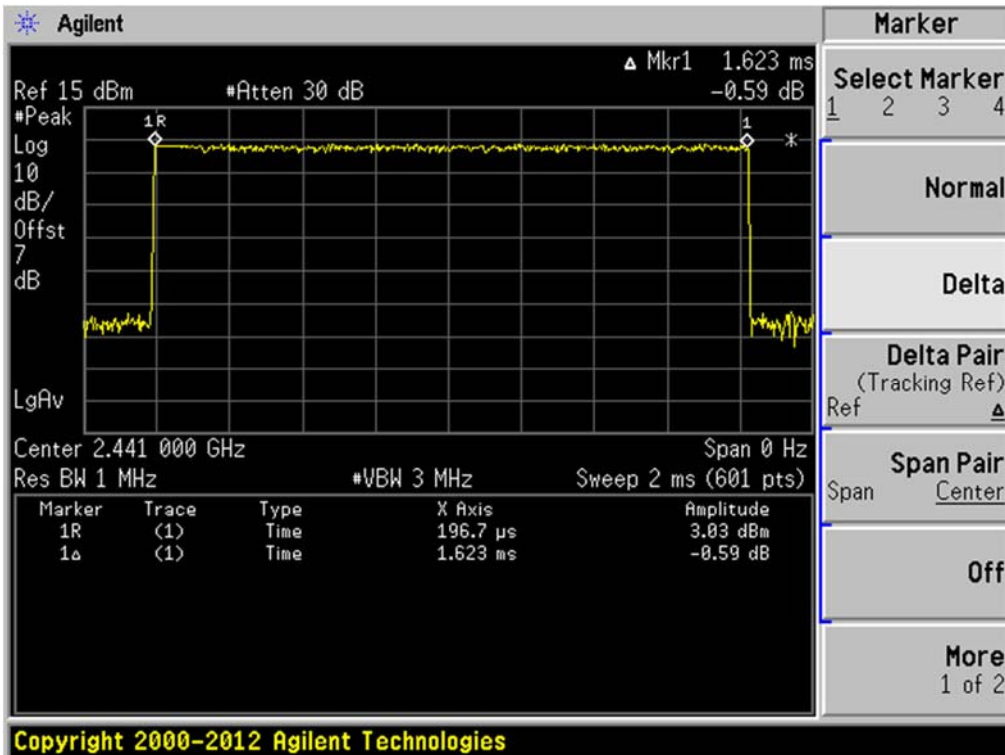 Agilent
Marker
Δ Mkr1 1.623 ms
Ref 15 dBm #Atten 30 dB -0.59 dB
#Peak
Log
10
dB/
Offst
7
dB
LgAv
1R
1
*
Center 2.441 000 GHz Span 0 Hz
Res BW 1 MHz #VBW 3 MHz Sweep 2 ms (601 pts)
Marker Trace Type X Axis Amplitude
1R (1) Time 196.7 µs 3.03 dBm
1Δ (1) Time 1.623 ms -0.59 dB
Select Marker
1 2 3 4
Normal
Delta
Delta Pair
(Tracking Ref)
Ref Δ
Span Pair
Span Center
Off
More
1 of 2
Copyright 2000-2012 Agilent Technologies